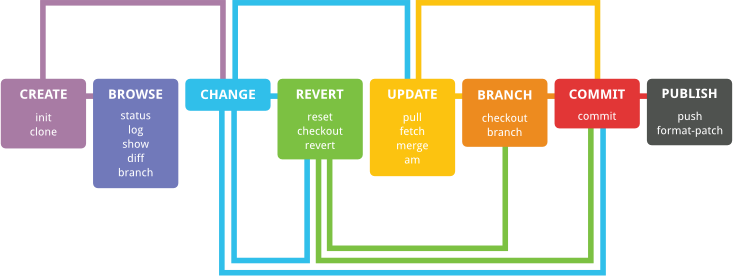 CREATE
init
clone
BROWSE
status
log
show
diff
branch
CHANGE
REVERT
reset
checkout
revert
UPDATE
pull
fetch
merge
am
BRANCH
checkout
branch
COMMIT
commit
PUBLISH
push
format-patch